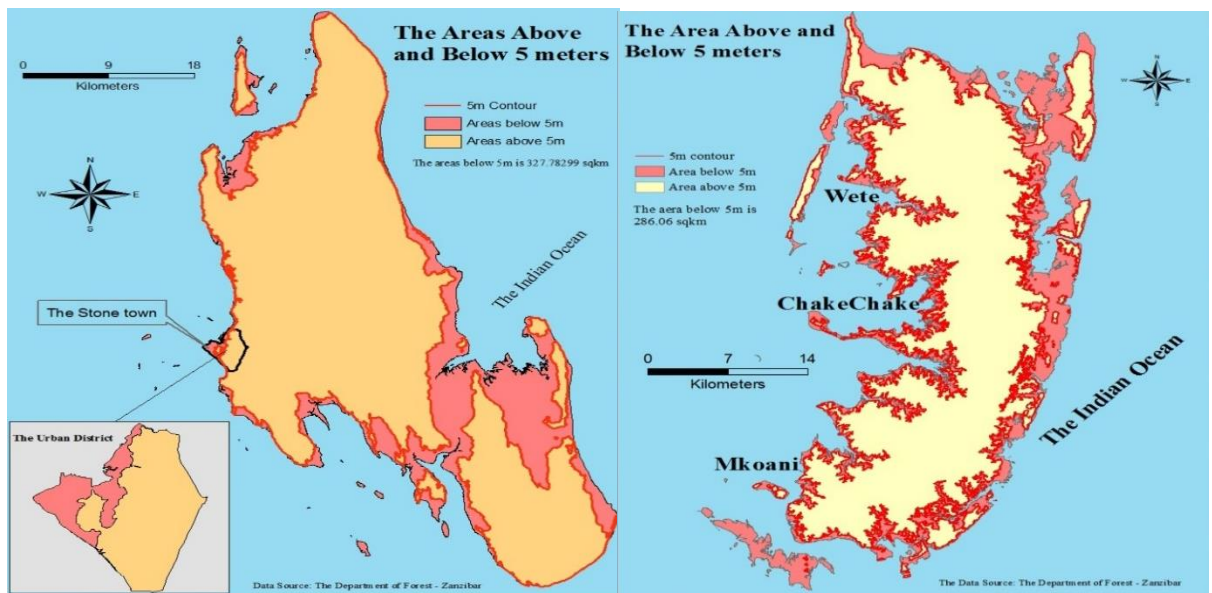 The Areas Above
and Below 5 meters
0 9 18
Kilometers
5m Contour
Areas below 5m
Areas above 5m
The areas below 5m is 327.78299 sqkm
N
W E
S
The Indian Ocean
The Stone town
The Urban District
Data Source: The Department of Forest - Zanzibar
The Area Above and
Below 5 meters
N
W E
S
5m contour
Area below 5m
Area above 5m
The aera below 5m is
286.06 sqkm
Wete
ChakeChake
0 7 14
Kilometers
The Indian Ocean
Mkoani
The Data Source: The Department of Forest - Zanzibar